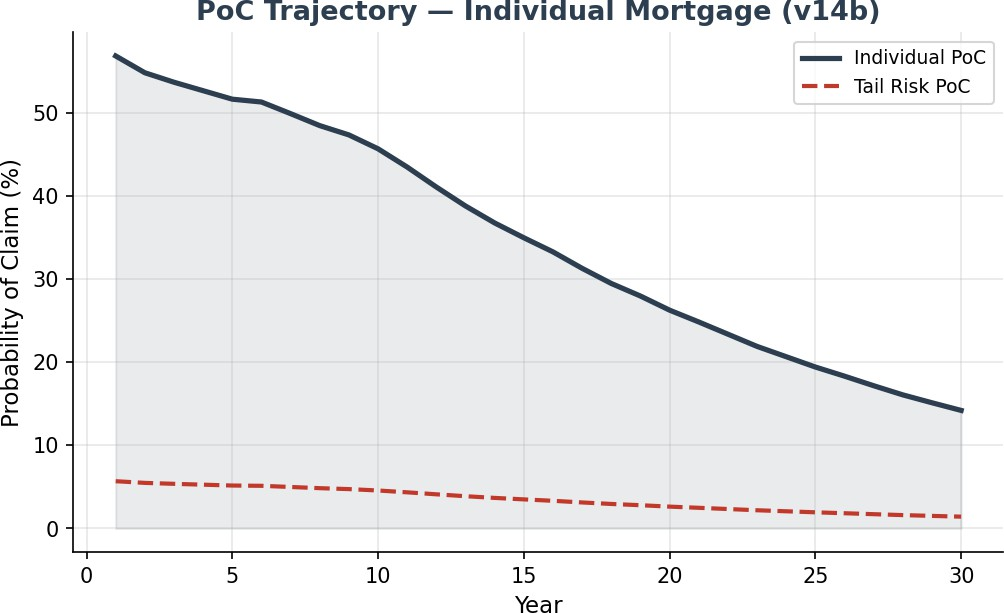 PoC Trajectory — Individual Mortgage (v14b)
Individual PoC
Tail Risk PoC
Probability of Claim (%)
50
40
30
20
10
0
0 5 10 15 20 25 30
Year